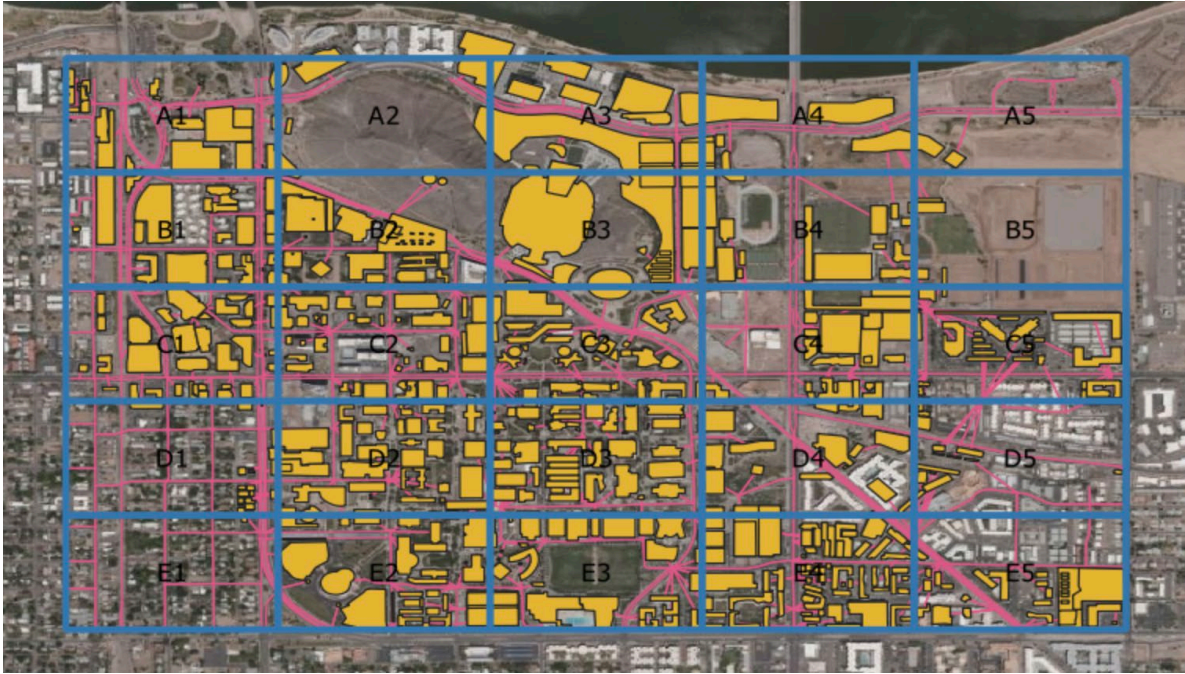 A1 A2 A3 A4 A5
B1 B2 B3 B4 B5
C1 C2 C3 C4 C5
D1 D2 D3 D4 D5
E1 E2 E3 E4 E5